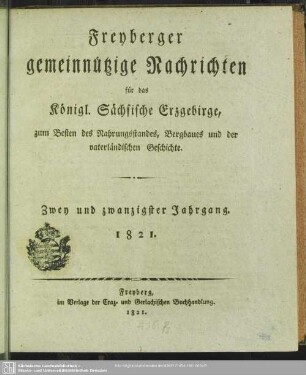 Freyberger
gemeinnützige Nachrichten
für das
Königl. Sächsische Erzgebirge,
zum Besten des Nahrungsstandes, Bergbaues und der
vaterländischen Geschichte.
Zwey und zwanzigster Jahrgang.
1821.
Freyberg,
im Verlage der Craz- und Gerlachischen Buchhandlung.
1821.